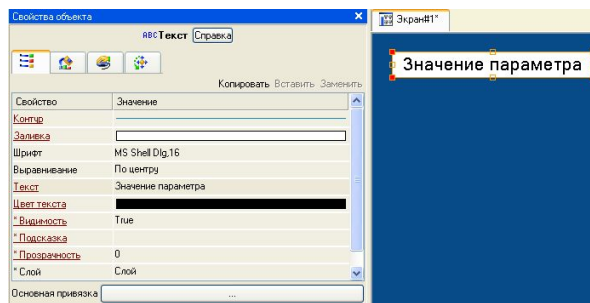 Свойства объекта
Экран#1*
ABC Текст Справка
Копировать Вставить Заменить
Свойство Значение
Контур
Заливка
Шрифт MS Shell Dlg,16
Выравнивание По центру
Текст Значение параметра
Цвет текста
* Видимость True
* Подсказка
* Прозрачность 0
* Слой Слой
Основная привязка ...
Значение параметра